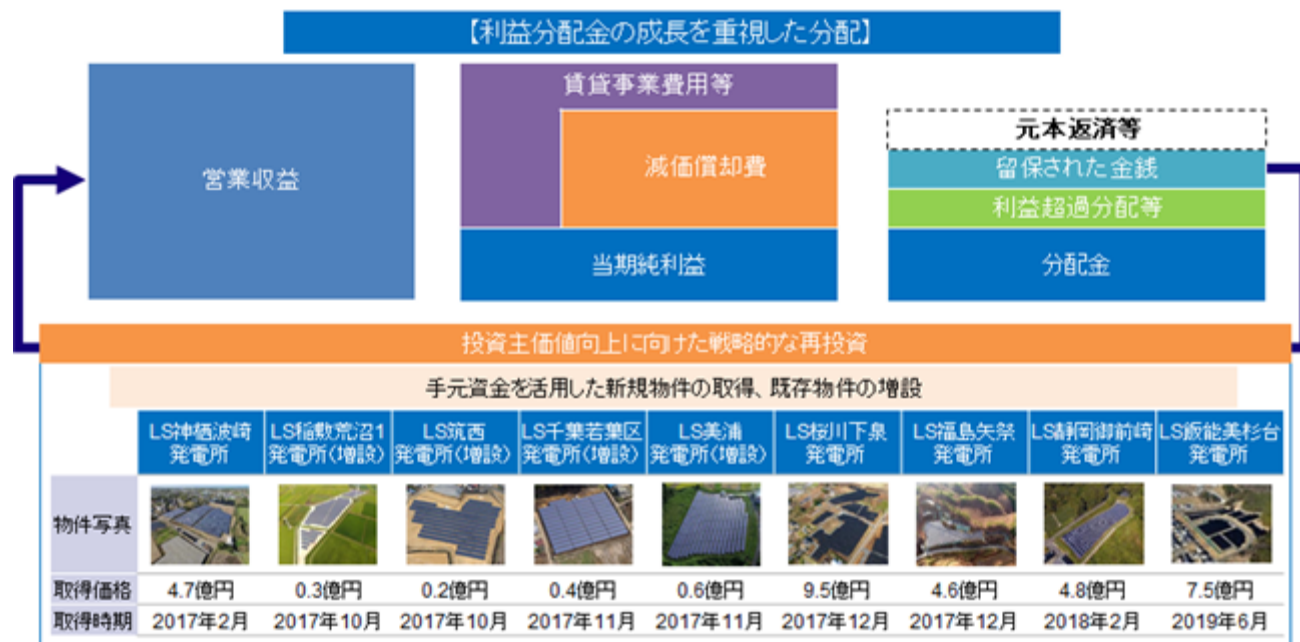 【利益分配金の成長を重視した分配】
営業収益
賃貸事業費用等
減価償却費
当期純利益
元本返済等
留保された金銭
利益超過分配等
分配金
投資主価値向上に向けた戦略的な再投資
手元資金を活用した新規物件の取得、既存物件の増設
LS神栖波崎 LS稲敷荒沼1 LS筑西 LS千葉若葉区 LS美浦 LS桜川下泉 LS福島矢祭 LS静岡御前崎 LS飯能美杉台
発電所 発電所(増設) 発電所(増設) 発電所(増設) 発電所(増設) 発電所 発電所 発電所 発電所
物件写真
取得価格 4.7億円 0.3億円 0.2億円 0.4億円 0.6億円 9.5億円 4.6億円 4.8億円 7.5億円
取得時期 2017年2月 2017年10月 2017年10月 2017年11月 2017年11月 2017年12月 2017年12月 2018年2月 2019年6月